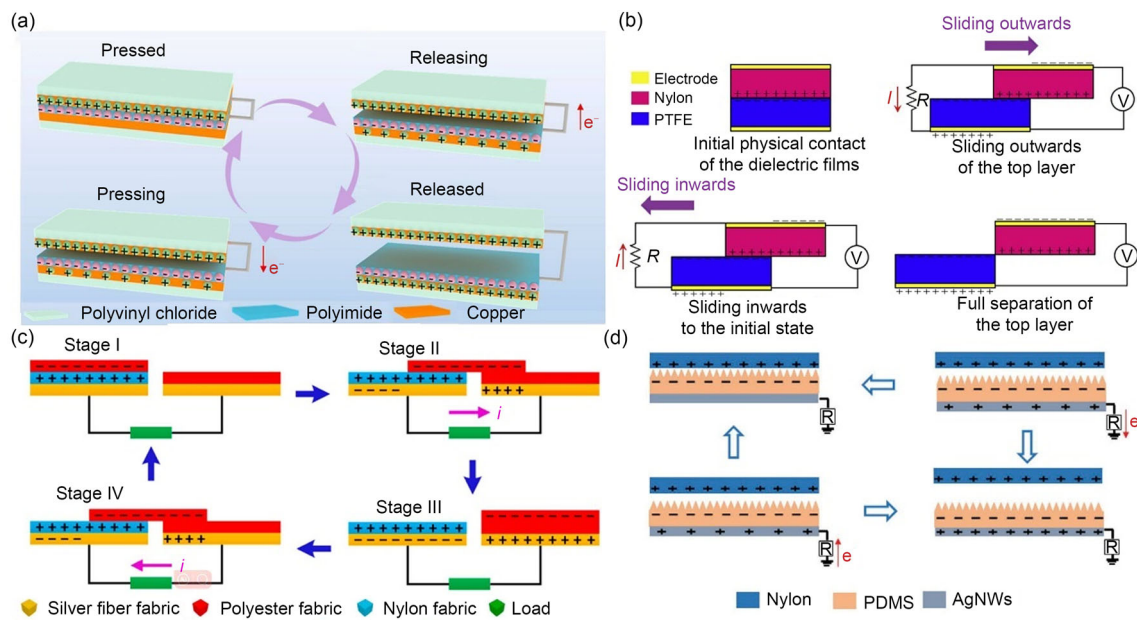 (a)
Pressed
Releasing
e⁻
Pressing
Released
e⁻
Polyvinyl chloride
Polyimide
Copper
(b)
Sliding outwards
Electrode
Nylon
PTFE
I
R
V
Initial physical contact
of the dielectric films
Sliding outwards
of the top layer
Sliding inwards
I
R
V
V
Sliding inwards
to the initial state
Full separation of
the top layer
(c)
Stage I
Stage II
i
Stage IV
Stage III
i
Silver fiber fabric
Polyester fabric
Nylon fabric
Load
(d)
R
R
e
R
e
R
Nylon
PDMS
AgNWs